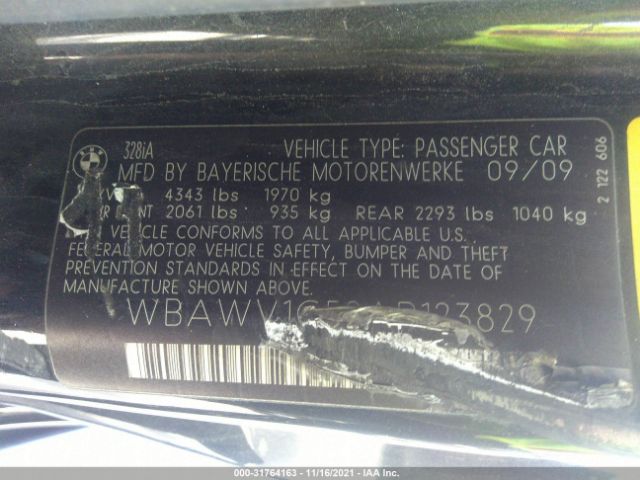 328iA VEHICLE TYPE: PASSENGER CAR
MFD BY BAYERISCHE MOTORENWERKE 09/09
4343 lbs 1970 kg
2061 lbs 935 kg REAR 2293 lbs 1040 kg
VEHICLE CONFORMS TO ALL APPLICABLE U.S.
FEDERAL MOTOR VEHICLE SAFETY, BUMPER AND THEFT
PREVENTION STANDARDS IN EFFECT ON THE DATE OF
MANUFACTURE SHOWN ABOVE.
2 122 606
000-31764163 - 11/16/2021 - IAA Inc.